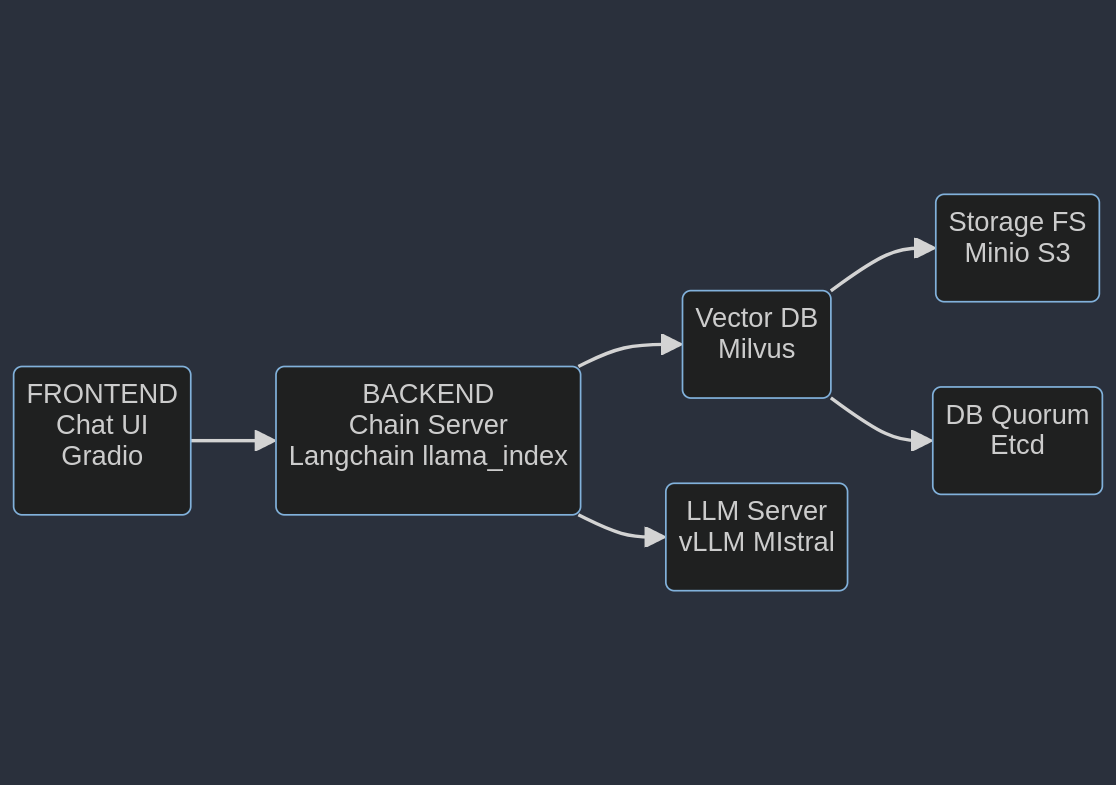 FRONTEND
Chat UI
Gradio
BACKEND
Chain Server
Langchain llama_index
Vector DB
Milvus
LLM Server
vLLM MIstral
Storage FS
Minio S3
DB Quorum
Etcd